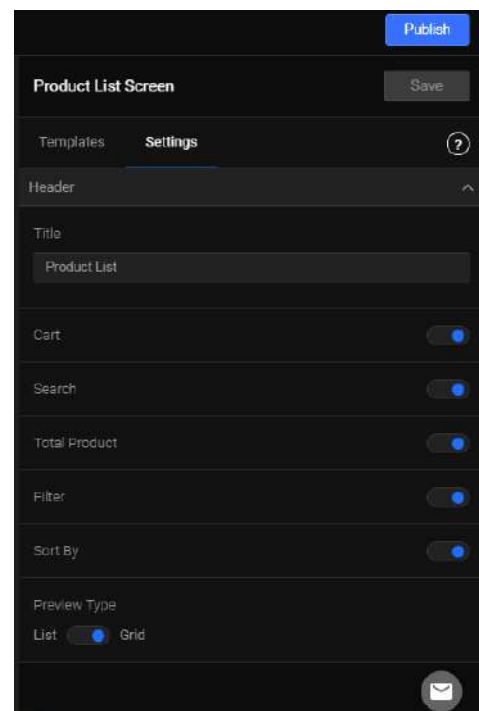 Publish
Product List Screen
Save
Templates Settings ?
Header
Title
Product List
Cart
Search
Total Product
Filter
Sort By
Preview Type
List Grid